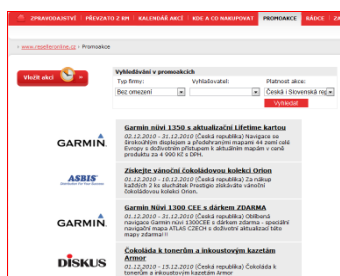 ZPRAVODAJSTVÍ PŘEVZATO Z RM KALENDÁŘ AKCÍ KDE A CO NAKUPOVAT PROMOAKCE RÁDCE
› www.reselleronline.cz › Promoakce
Vložit akci »
Vyhledávání v promoakcích
Typ firmy: Vyhlašovatel: Platnost akce:
Bez omezení Česká i Slovenská rep
Vyhledat
GARMIN
Garmin nüvi 1350 s aktualizací Lifetime kartou
02.12.2010 - 31.12.2010 (Česká republika) Navigace se
širokoúhlým displejem a předehranými mapami 44 zemí celé
Evropy s doživotním přístupem k aktuálním mapám v ceně
produktu za 4 990 Kč s DPH.
ASBIS
Získejte vánoční čokoládovou kolekci Orion
01.12.2010 - 10.12.2010 (Česká republika) Za nákup
každých 2 ks sluchátek Prestigio získáváte vánoční
čokoládovou kolekci Orion.
GARMIN
Garmin Nüvi 1300 CEE s dárkem ZDARMA
01.12.2010 - 31.12.2010 (Česká republika) Oblíbená
navigace Garmin nüvi 1300CEE s dárkem zdarma - speciální
navigační mapa ATLAS CZECH s doživotní aktualizací této
mapy zdarma!!
DISKUS
Čokoláda k tonerům a inkoustovým kazetám
Armor
01.12.2010 - 15.12.2010 (Česká republika) Čokoláda k
tonerům a inkoustovým kazetám Armor